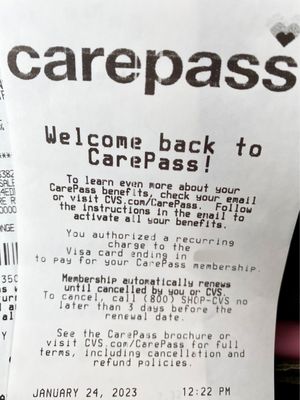 carepass
Welcome back to
CarePass!
To learn even more about your
CarePass benefits, check your email
or visit CVS.com/CarePass. Follow
the instructions in the email to
activate all your benefits.
You authorized a recurring
charge to the
Visa card ending in
to pay for your CarePass membership.
Membership automatically renews
until cancelled by you or CVS.
To cancel, call (800) SHOP-CVS no
later than 3 days before the
renewal date.
See the CarePass brochure or
visit CVS.com/CarePass for full
terms, including cancellation and
refund policies.
JANUARY 24, 2023 12:22 PM